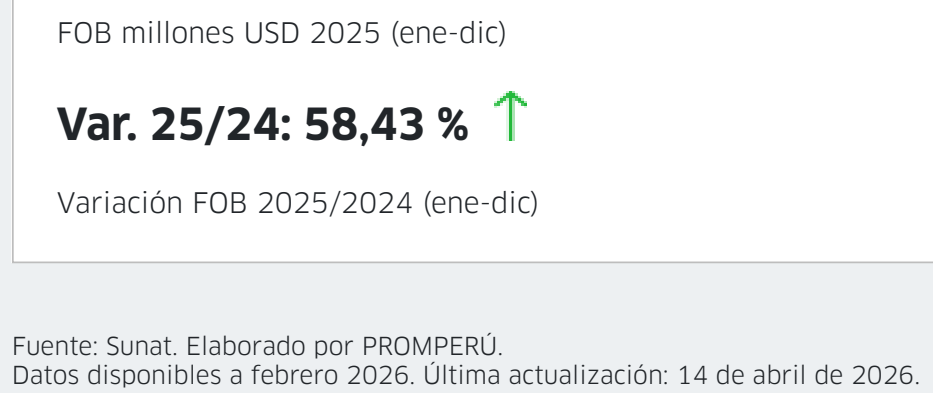 FOB millones USD 2025 (ene-dic)
Var. 25/24: 58,43 % ↑
Variación FOB 2025/2024 (ene-dic)
Fuente: Sunat. Elaborado por PROMPERÚ.
Datos disponibles a febrero 2026. Última actualización: 14 de abril de 2026.